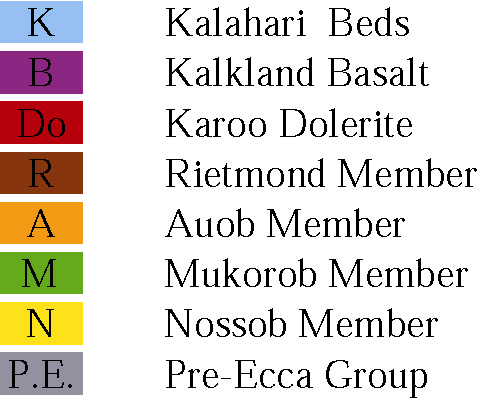 K Kalahari Beds
B Kalkland Basalt
Do Karoo Dolerite
R Rietmond Member
A Auob Member
M Mukorob Member
N Nossob Member
P.E. Pre-Ecca Group